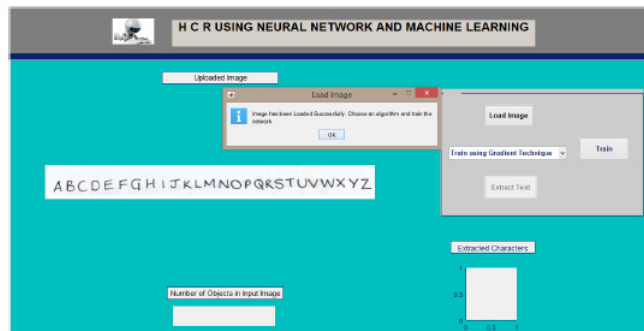 H C R USING NEURAL NETWORK AND MACHINE LEARNING
Uploaded Image
Load Image
Image has been Loaded Successfully. Choose an algorithm and train the
network
OK
Load Image
Train using Gradient Technique
Train
Extract Text
ABCDEFGHIJKLMNOPQRSTUVWXYZ
Extracted Characters
1
0.5
0
0 0.5 1
Number of Objects in Input Image